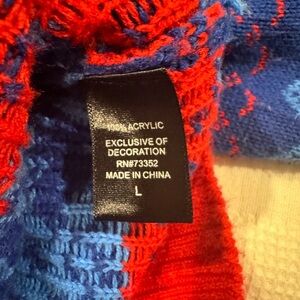 100% ACRYLIC
EXCLUSIVE OF
DECORATION
RN#73352
MADE IN CHINA
L